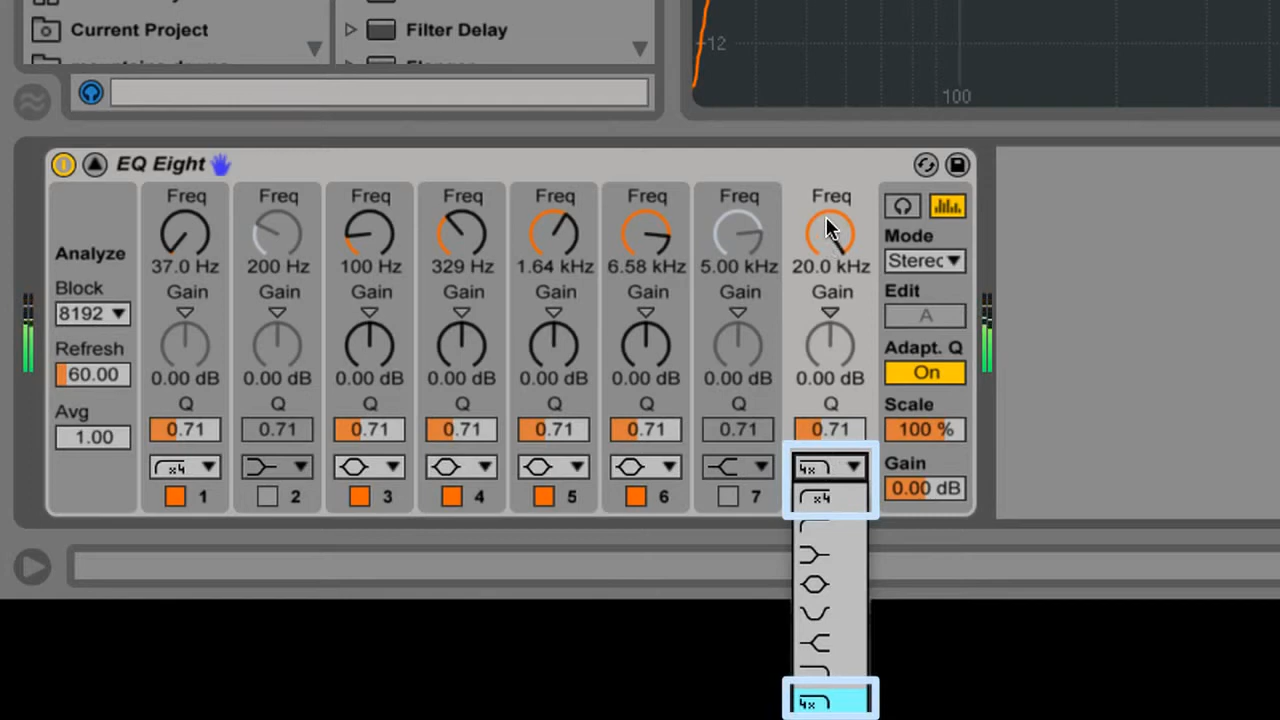 Current Project
Filter Delay
12
100
EQ Eight
Freq Freq Freq Freq Freq Freq Freq Freq
37.0 Hz 200 Hz 100 Hz 329 Hz 1.64 kHz 6.58 kHz 5.00 kHz 20.0 kHz
Gain Gain Gain Gain Gain Gain Gain Gain
0.00 dB 0.00 dB 0.00 dB 0.00 dB 0.00 dB 0.00 dB 0.00 dB 0.00 dB
Q Q Q Q Q Q Q Q
0.71 0.71 0.71 0.71 0.71 0.71 0.71 0.71
x4 4x
1 2 3 4 5 6 7
x4
4x
Analyze
Block
8192
Refresh
60.00
Avg
1.00
Mode
Stereo
Edit
A
Adapt. Q
On
Scale
100 %
Gain
0.00 dB